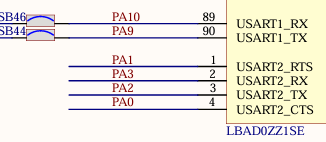 SB46 PA10 89 USART1_RX
SB44 PA9 90 USART1_TX
PA1 1 USART2_RTS
PA3 2 USART2_RX
PA2 3 USART2_TX
PA0 4 USART2_CTS
LBAD0ZZ1SE